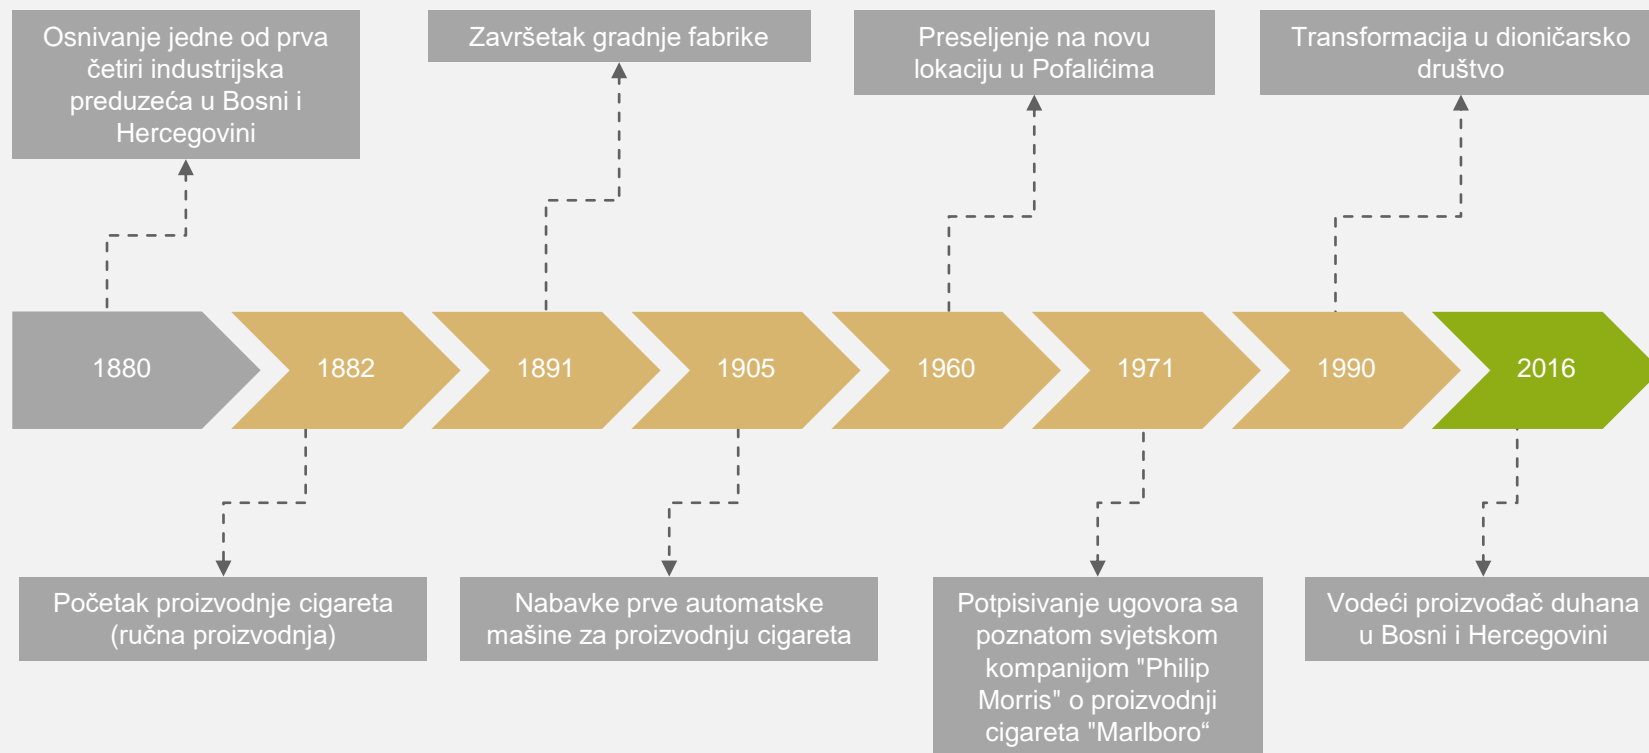 Osnivanje jedne od prva
četiri industrijska
preduzeća u Bosni i
Hercegovini
Završetak gradnje fabrike
Preseljenje na novu
lokaciju u Pofalićima
Transformacija u dioničarsko
društvo
1880
1882
1891
1905
1960
1971
1990
2016
Početak proizvodnje cigareta
(ručna proizvodnja)
Nabavke prve automatske
mašine za proizvodnju cigareta
Potpisivanje ugovora sa
poznatom svjetskom
kompanijom "Philip
Morris" o proizvodnji
cigareta "Marlboro“
Vodeći proizvođač duhana
u Bosni i Hercegovini